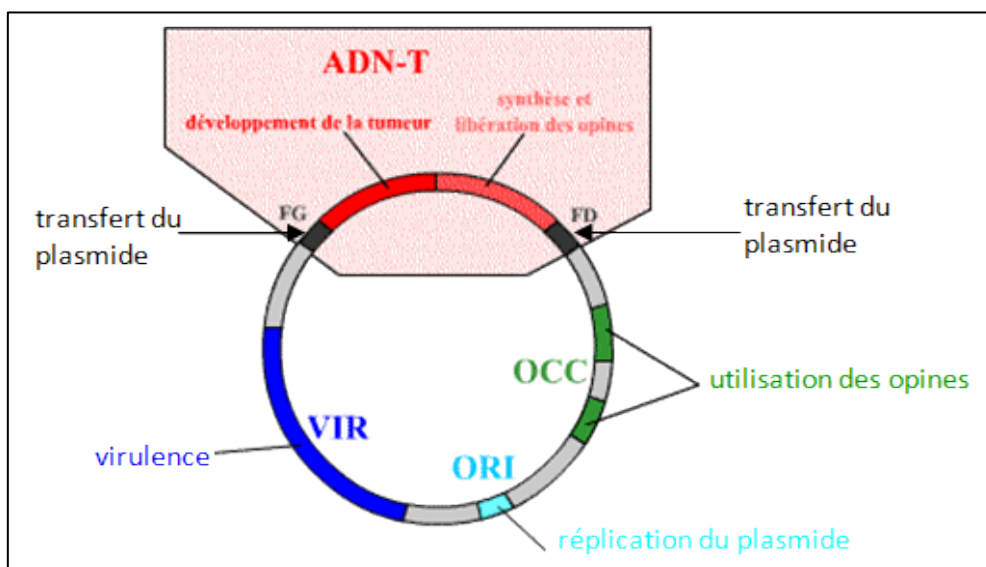 ADN-T
synthèse et
développement de la tumeur
libération des opines
transfert du
plasmide
FG
FD
transfert du
plasmide
OCC
utilisation des opines
VIR
virulence
ORI
réplication du plasmide